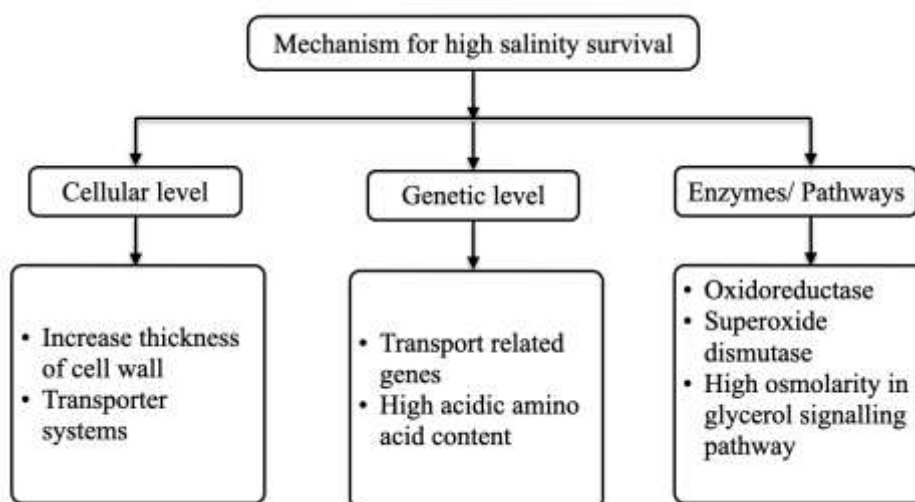 Mechanism for high salinity survival
Cellular level
Genetic level
Enzymes/ Pathways
• Increase thickness
of cell wall
• Transporter
systems
• Transport related
genes
• High acidic amino
acid content
• Oxidoreductase
• Superoxide
dismutase
• High osmolarity in
glycerol signalling
pathway